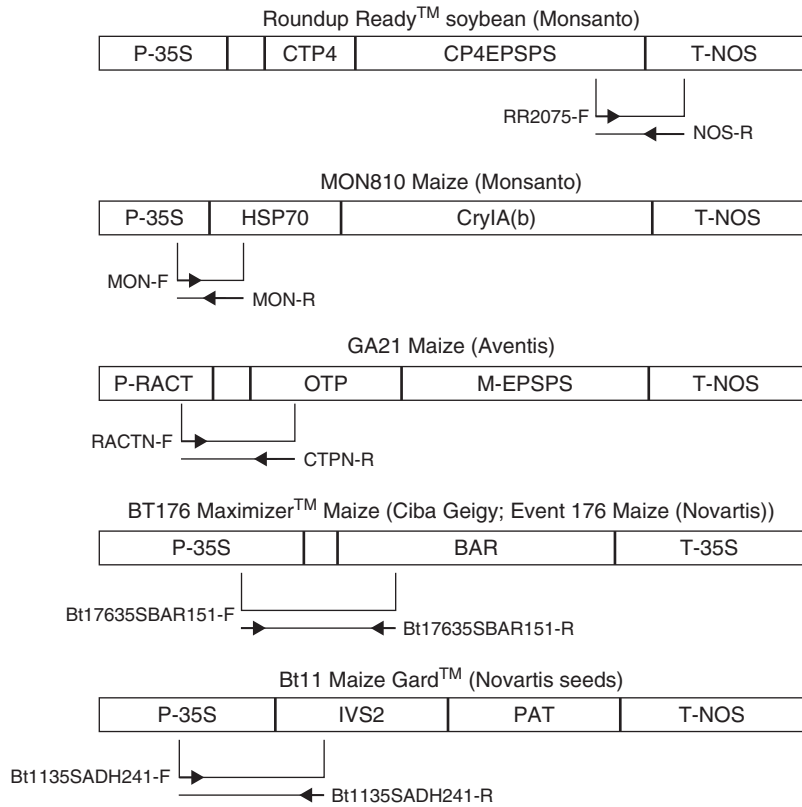 Roundup Ready™ soybean (Monsanto)
P-35S CTP4 CP4EPSPS T-NOS
RR2075-F
NOS-R
MON810 Maize (Monsanto)
P-35S HSP70 CryIA(b) T-NOS
MON-F
MON-R
GA21 Maize (Aventis)
P-RACT OTP M-EPSPS T-NOS
RACTN-F
CTPN-R
BT176 Maximizer™ Maize (Ciba Geigy; Event 176 Maize (Novartis))
P-35S BAR T-35S
Bt17635SBAR151-F
Bt17635SBAR151-R
Bt11 Maize Gard™ (Novartis seeds)
P-35S IVS2 PAT T-NOS
Bt1135SADH241-F
Bt1135SADH241-R